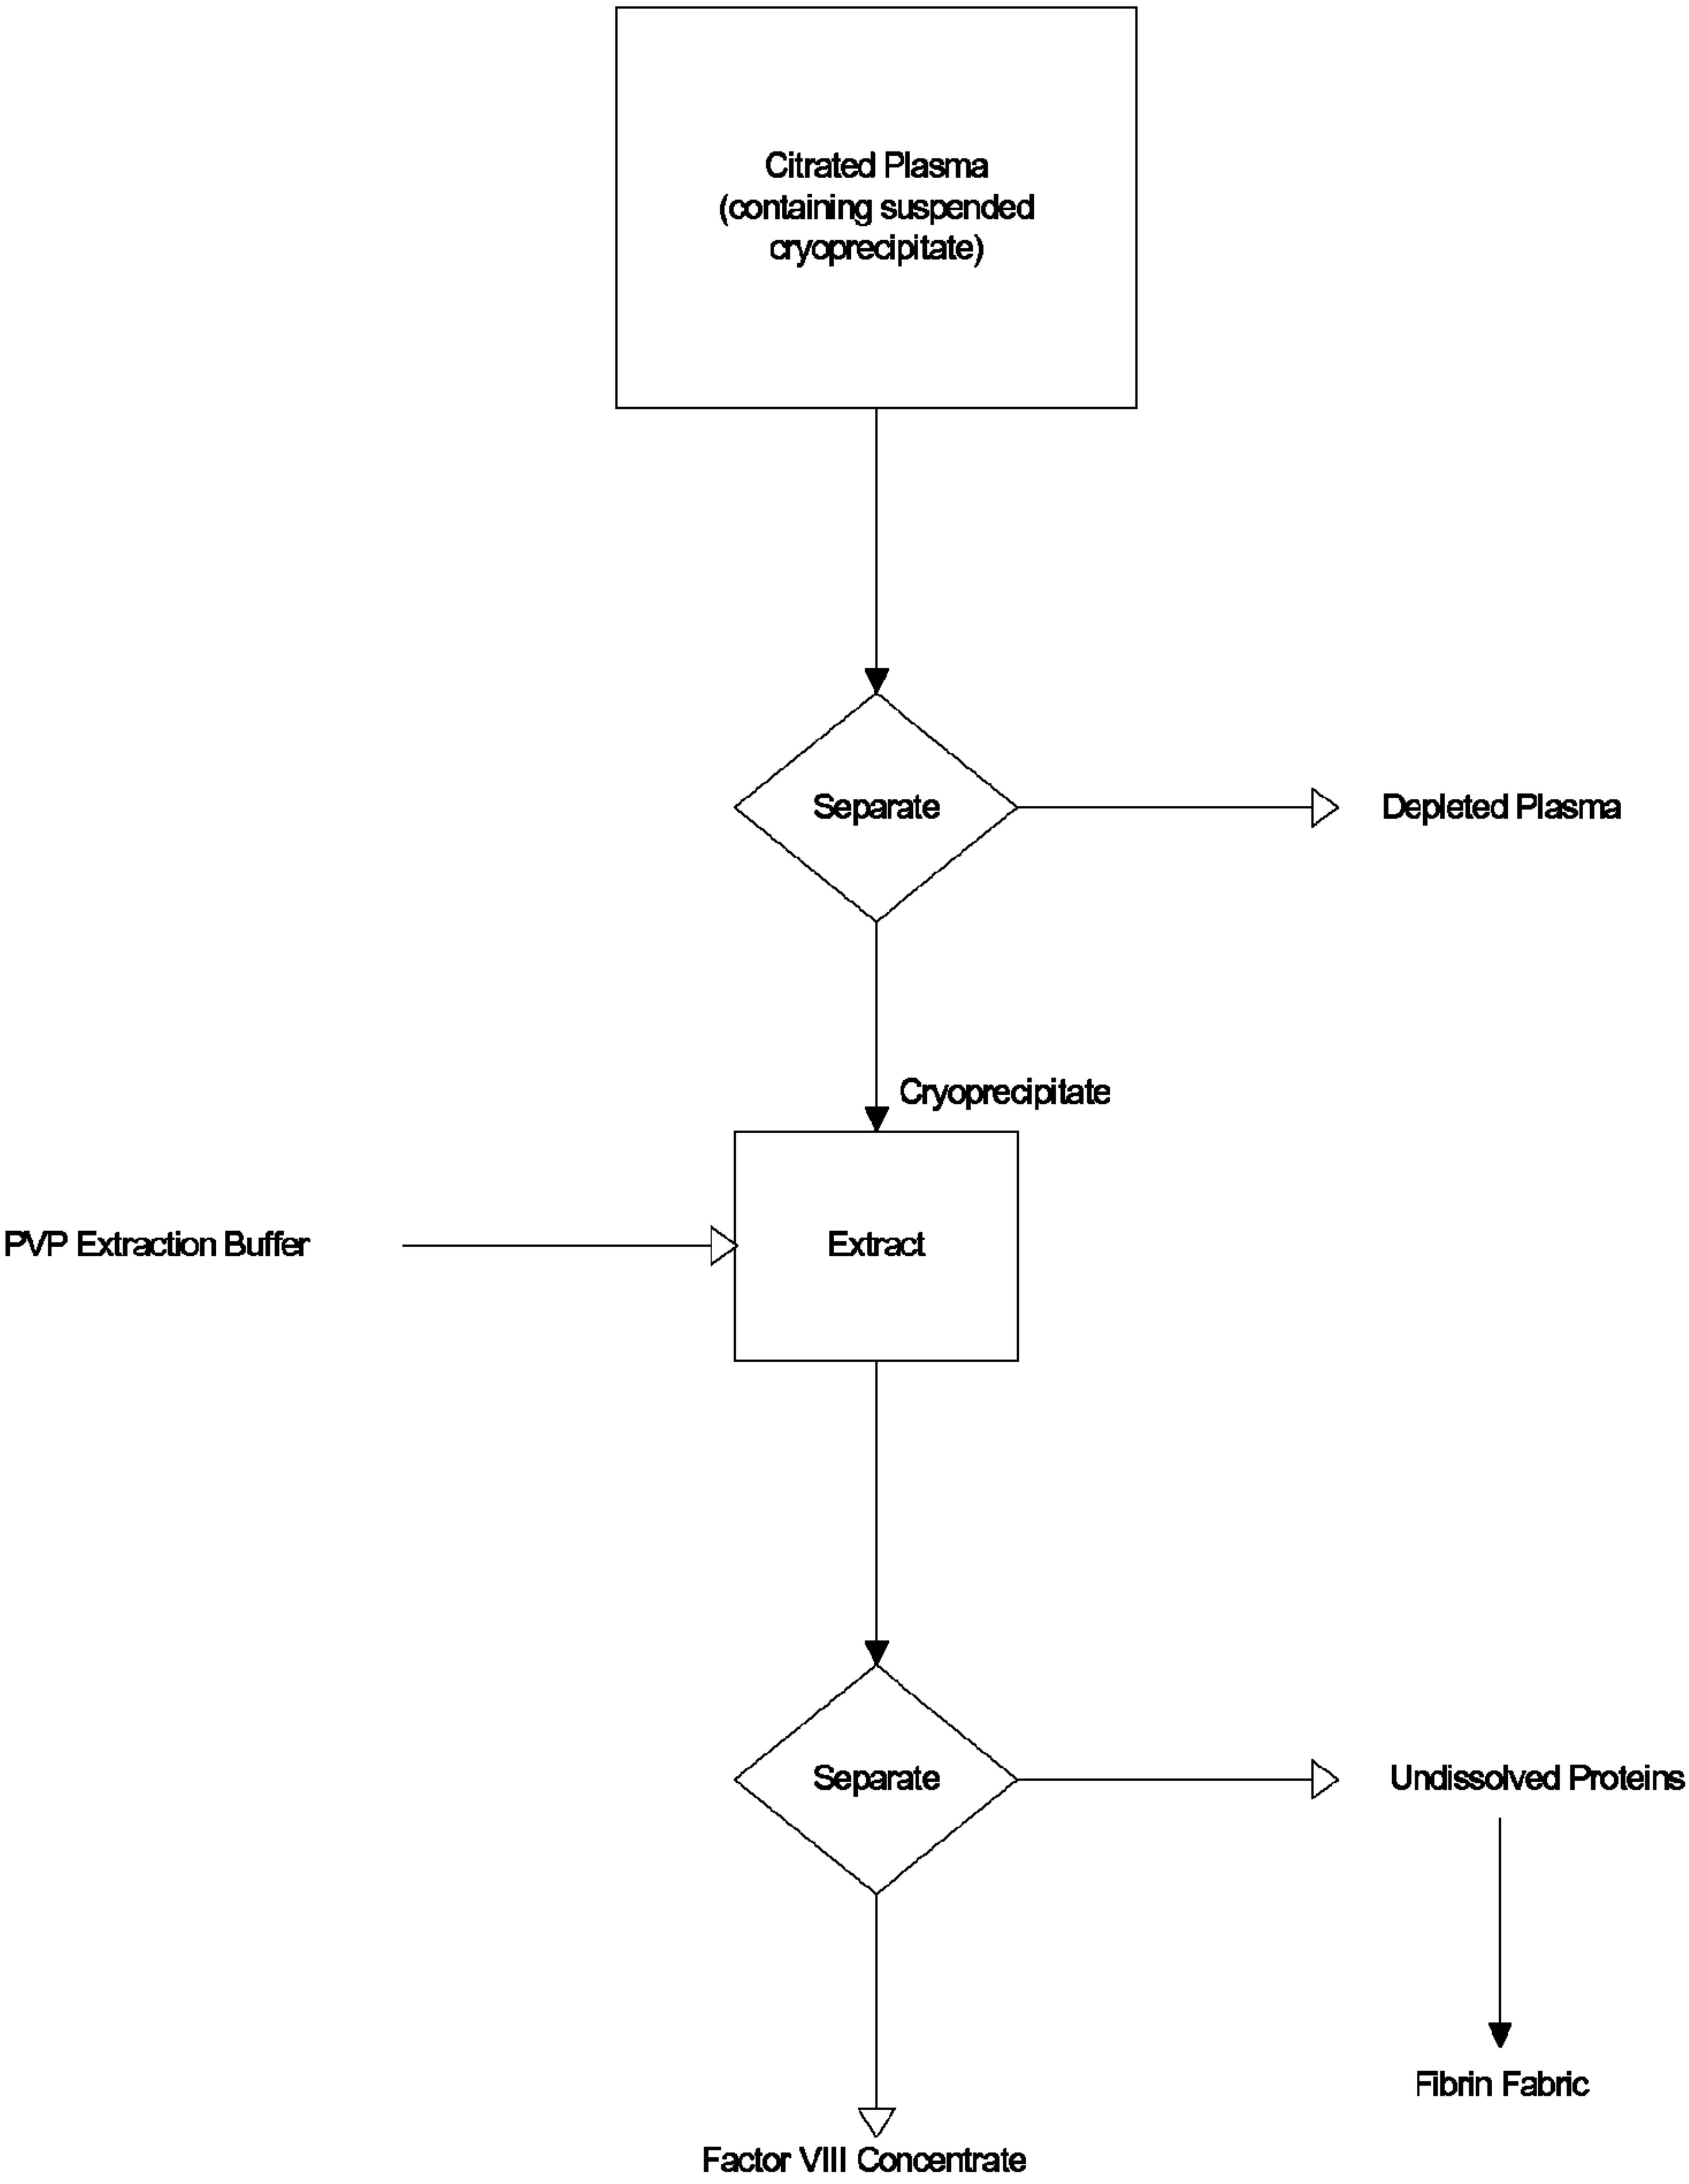 Citrated Plasma
(containing suspended
cryoprecipitate)
Separate
Depleted Plasma
Cryoprecipitate
PVP Extraction Buffer
Extract
Separate
Undissolved Proteins
Fibrin Fabric
Factor VIII Concentrate